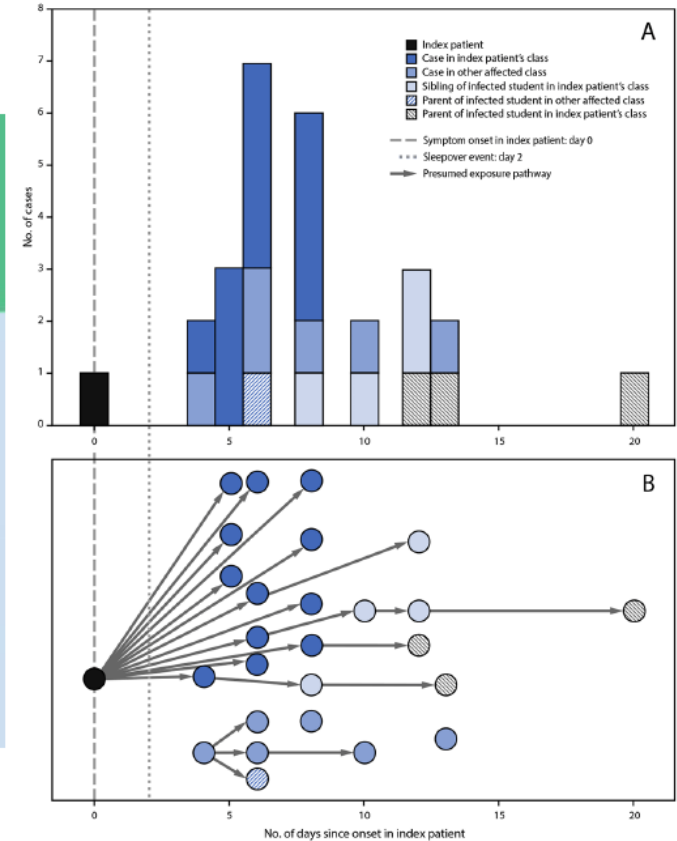 A
Index patient
Case in index patient's class
Case in other affected class
Sibling of infected student in index patient's class
Parent of infected student in other affected class
Parent of infected student in index patient's class
Symptom onset in index patient: day 0
Sleepover event: day 2
Presumed exposure pathway
No. of cases
8
7
6
5
4
3
2
1
0
0 5 10 15 20
B
0 5 10 15 20
No. of days since onset in index patient